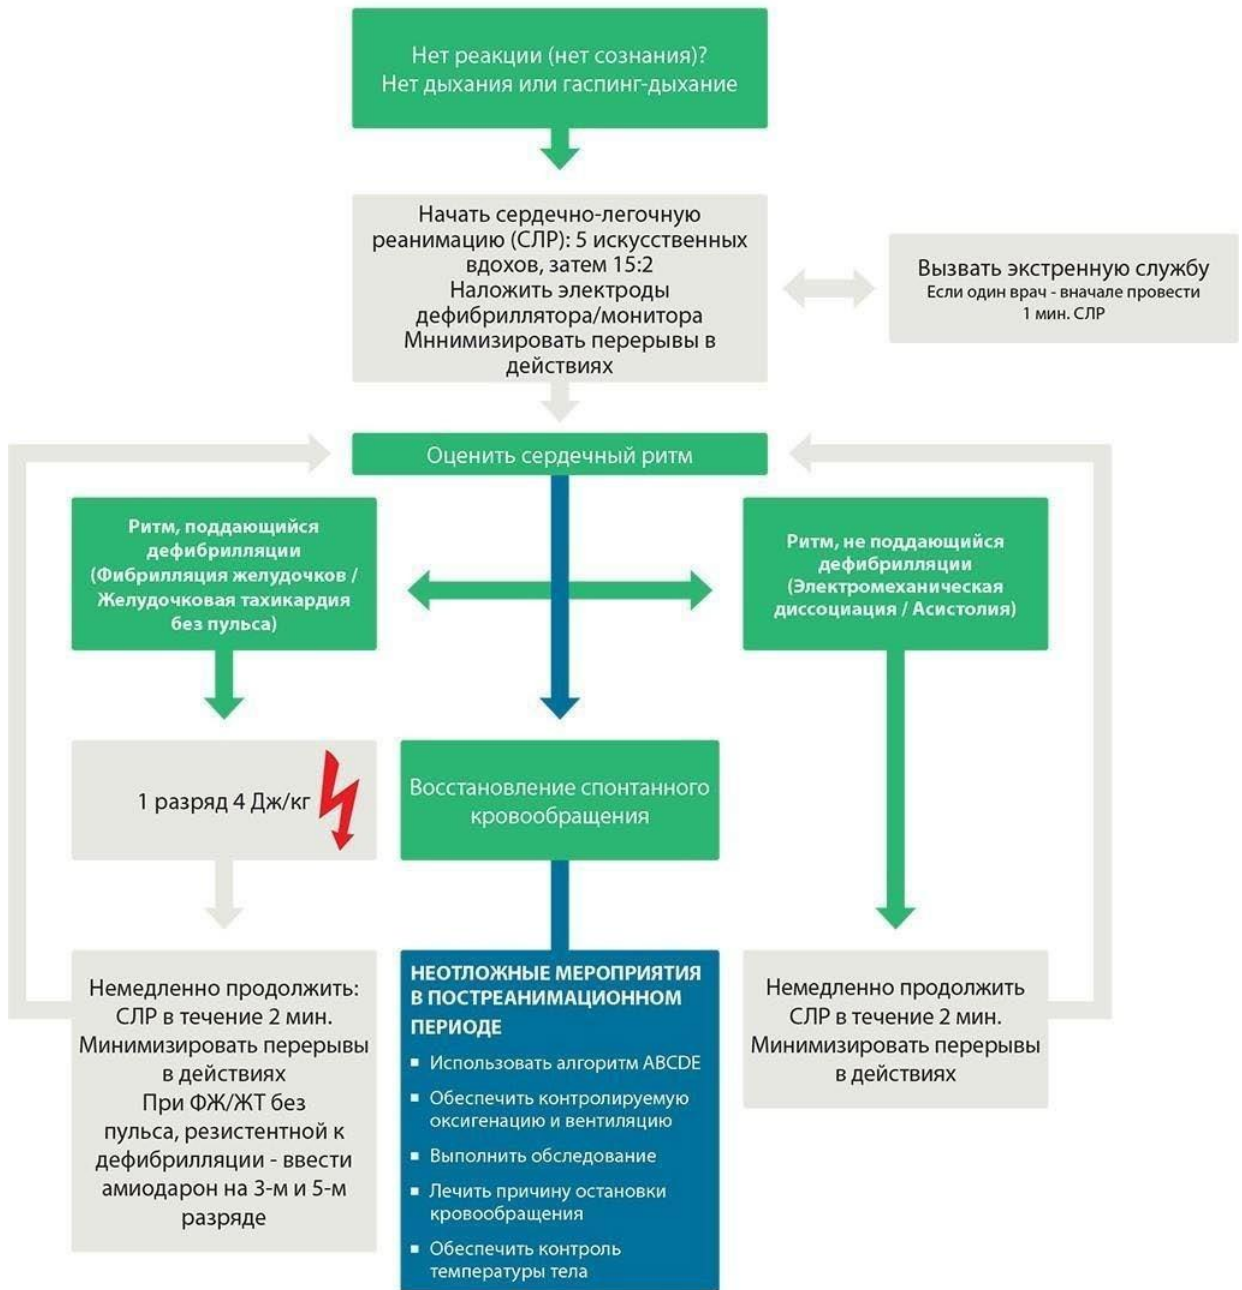 Нет реакции (нет сознания)?
Нет дыхания или гаспинг-дыхание
Начать сердечно-легочную
реанимацию (СЛР): 5 искусственных
вдохов, затем 15:2
Наложить электроды
дефибриллятора/монитора
Мннимизировать перерывы в
действиях
Вызвать экстренную службу
Если один врач - вначале провести
1 мин. СЛР
Оценить сердечный ритм
Ритм, поддающийся
дефибрилляции
(Фибрилляция желудочков /
Желудочковая тахикардия
без пульса)
Ритм, не поддающийся
дефибрилляции
(Электромеханическая
диссоциация / Асистолия)
1 разряд 4 Дж/кг
Восстановление спонтанного
кровообращения
Немедленно продолжить:
СЛР в течение 2 мин.
Минимизировать перерывы
в действиях
При ФЖ/ЖТ без
пульса, резистентной к
дефибрилляции - ввести
амиодарон на 3-м и 5-м
разряде
НЕОТЛОЖНЫЕ МЕРОПРИЯТИЯ
В ПОСТРЕАНИМАЦИОННОМ
ПЕРИОДЕ
▪ Использовать алгоритм ABCDE
▪ Обеспечить контролируемую
оксигенацию и вентиляцию
▪ Выполнить обследование
▪ Лечить причину остановки
кровообращения
▪ Обеспечить контроль
температуры тела
Немедленно продолжить
СЛР в течение 2 мин.
Минимизировать перерывы
в действиях